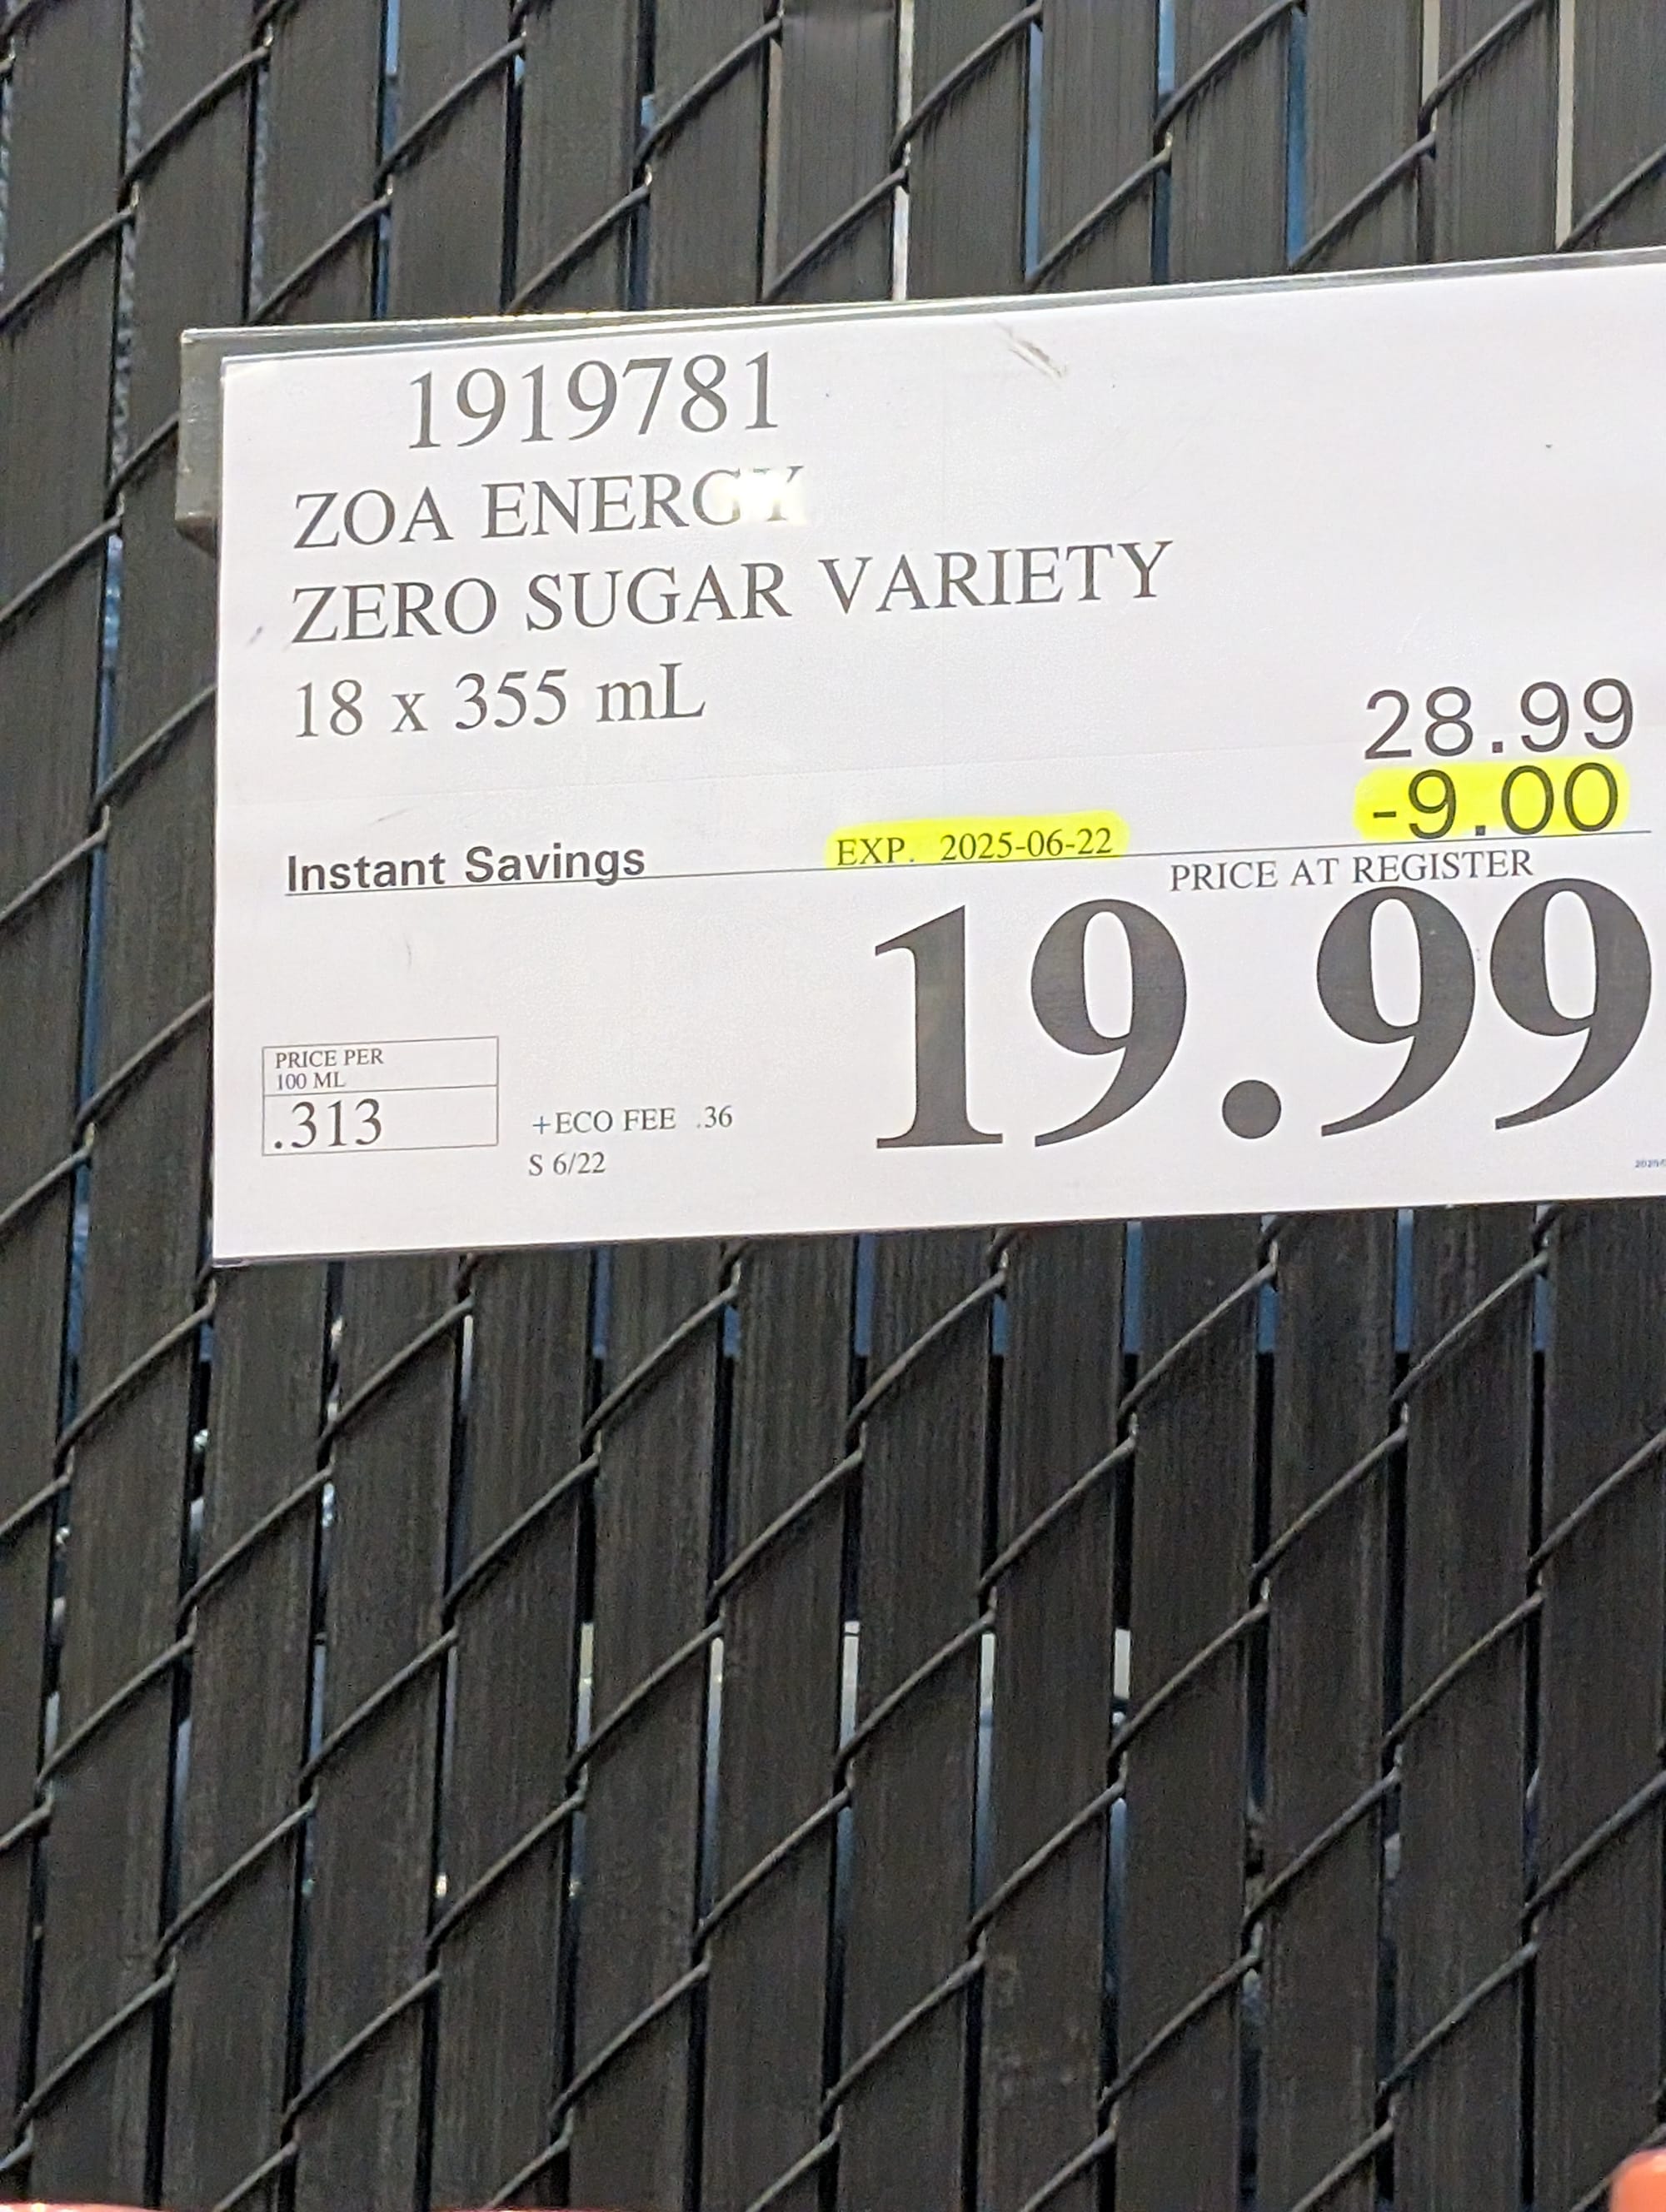 1919781
ZOA ENERGY
ZERO SUGAR VARIETY
18 x 355 mL
28.99
-9.00
Instant Savings EXP. 2025-06-22
PRICE AT REGISTER
19.99
PRICE PER
100 ML
.313
+ECO FEE .36
S 6/22